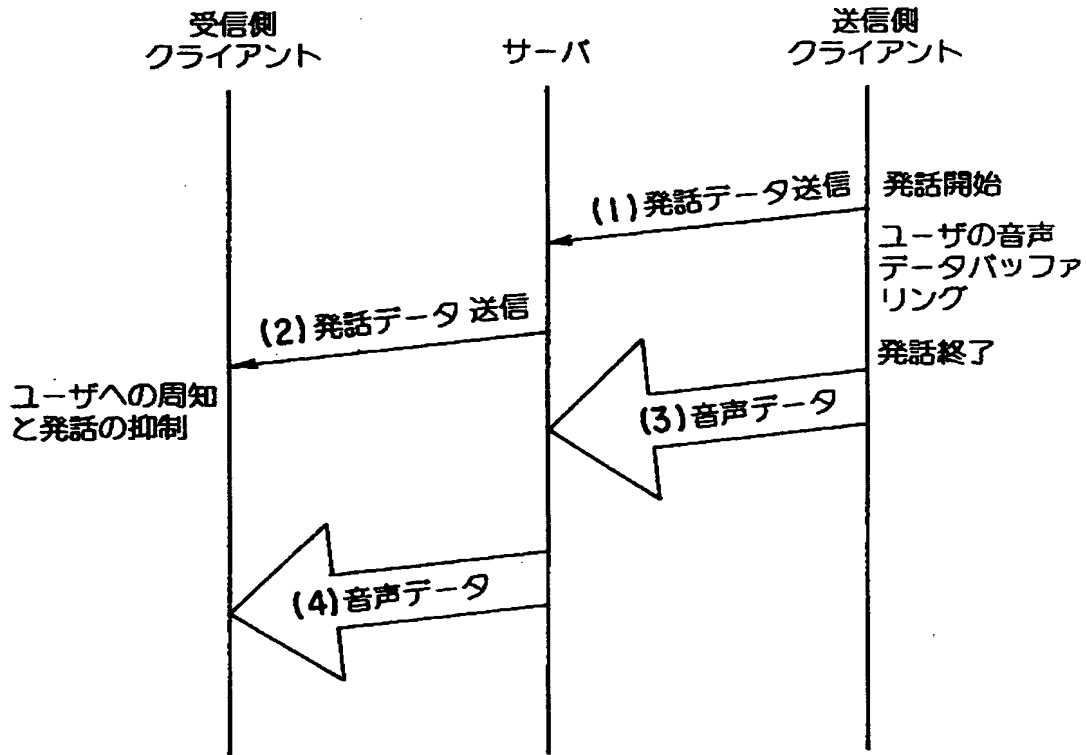 受信側
クライアント
サーバ
送信側
クライアント
発話開始
(1)発話データ送信
ユーザの音声
データバッファ
リング
(2)発話データ送信
発話終了
ユーザへの周知
と発話の抑制
(3)音声データ
(4)音声データ